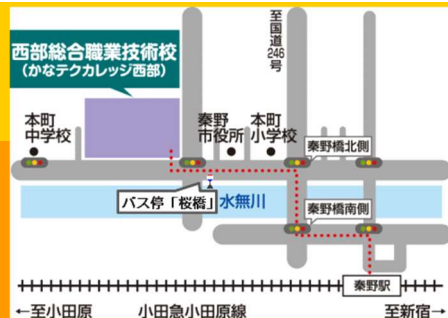 西部総合職業技術校
(かなテクカレッジ西部)
至国道246号
本町
中学校
秦野
市役所
本町
小学校
秦野橋北側
バス停「桜橋」
水無川
秦野橋南側
秦野駅
←至小田原
小田急小田原線
至新宿→